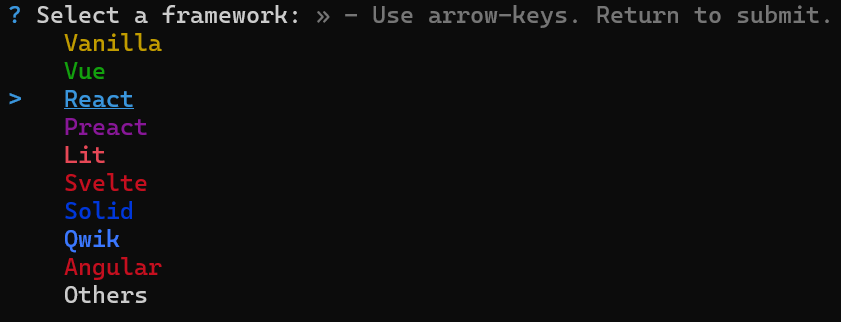 ? Select a framework: » - Use arrow-keys. Return to submit.
Vanilla
Vue
> React
Preact
Lit
Svelte
Solid
Qwik
Angular
Others